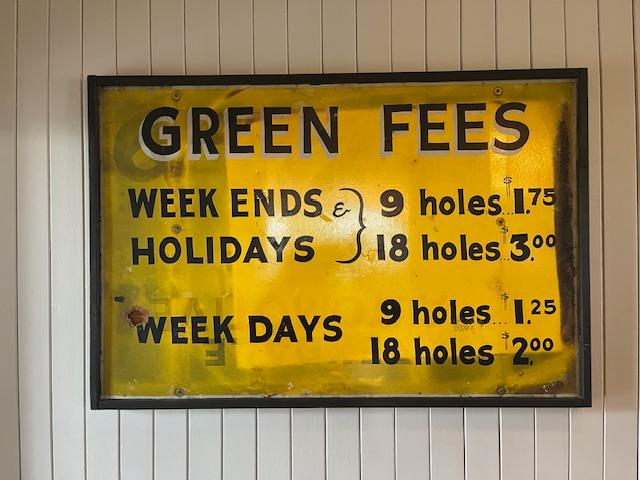 GREEN FEES
WEEK ENDS & } 9 holes...$1.75
HOLIDAYS 18 holes $3.00
9 holes...$1.25
WEEK DAYS
18 holes $2.00